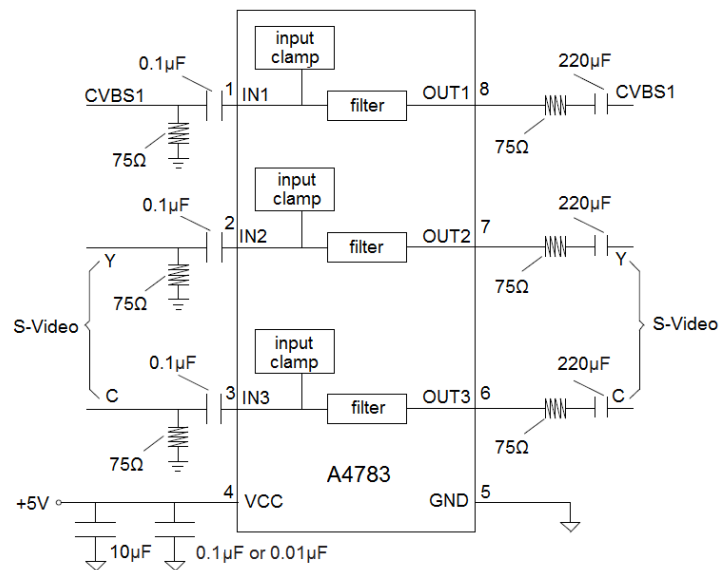 input
clamp
0.1µF
220µF
1
IN1
OUT1
8
CVBS1
CVBS1
filter
75Ω
75Ω
input
clamp
0.1µF
220µF
2
IN2
OUT2
7
filter
Y
Y
75Ω
75Ω
S-Video
S-Video
input
clamp
0.1µF
220µF
3
IN3
OUT3
6
C
C
filter
75Ω
75Ω
A4783
+5V
4
VCC
GND
5
10µF
0.1µF or 0.01µF